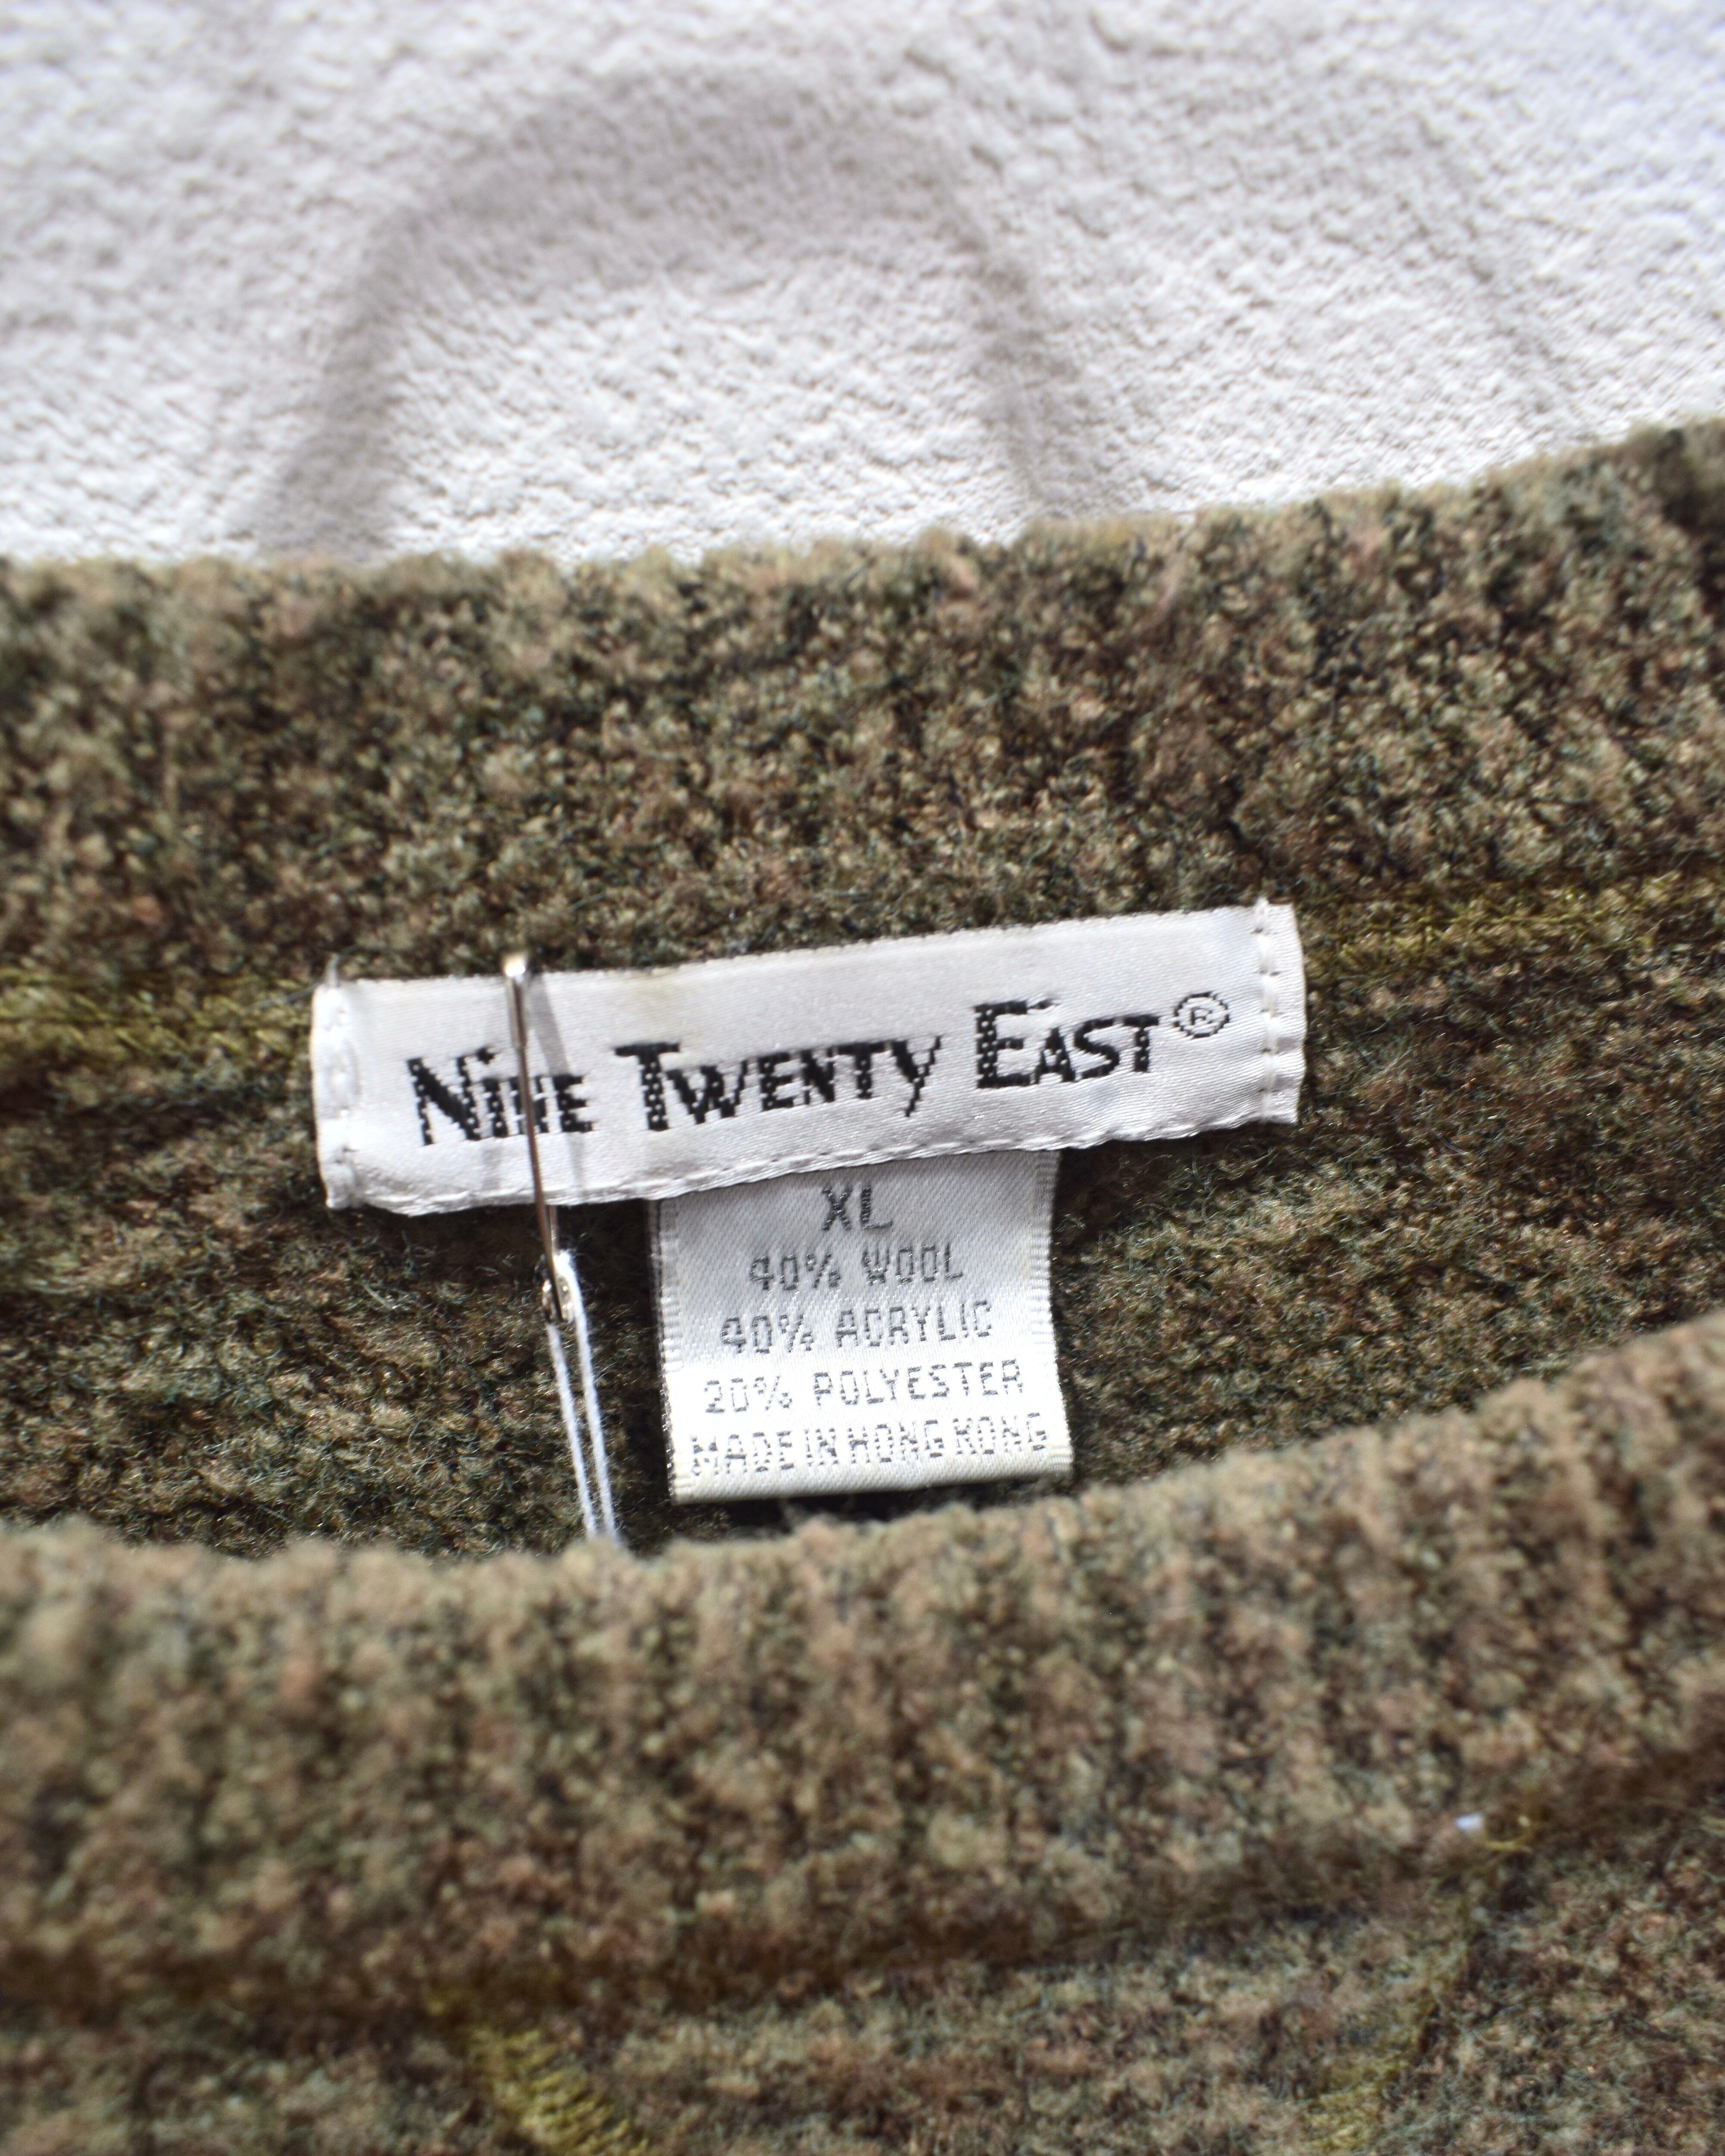 NINE TWENTY EAST®
XL
40% WOOL
40% ACRYLIC
20% POLYESTER
MADE IN HONG KONG